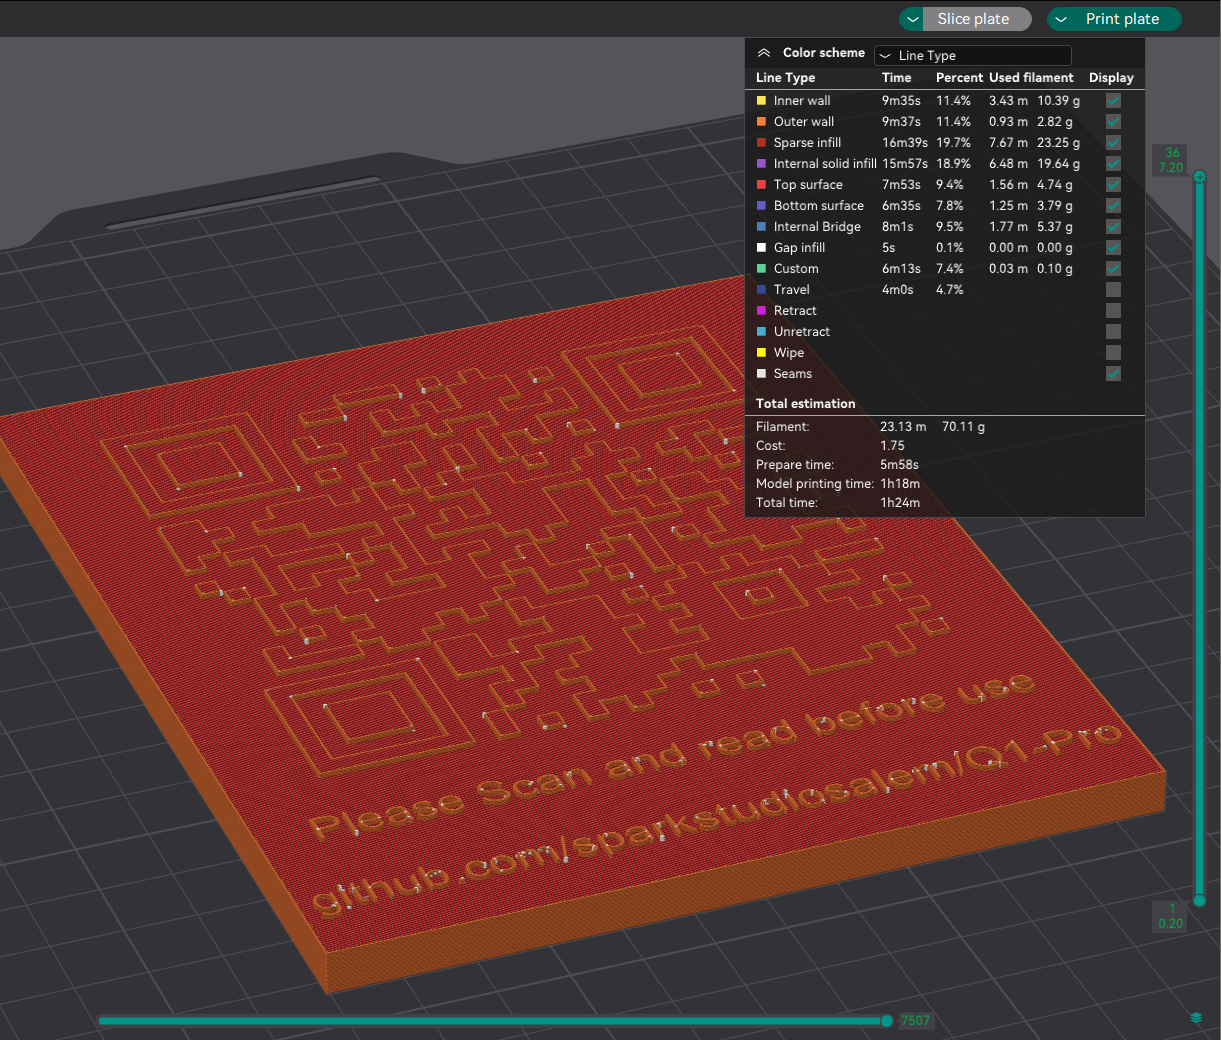 Slice plate
Print plate
Color scheme Line Type
Line Type Time Percent Used filament Display
Inner wall 9m35s 11.4% 3.43 m 10.39 g
Outer wall 9m37s 11.4% 0.93 m 2.82 g
Sparse infill 16m39s 19.7% 7.67 m 23.25 g
Internal solid infill 15m57s 18.9% 6.48 m 19.64 g
Top surface 7m53s 9.4% 1.56 m 4.74 g
Bottom surface 6m35s 7.8% 1.25 m 3.79 g
Internal Bridge 8m1s 9.5% 1.77 m 5.37 g
Gap infill 5s 0.1% 0.00 m 0.00 g
Custom 6m13s 7.4% 0.03 m 0.10 g
Travel 4m0s 4.7%
Retract
Unretract
Wipe
Seams
Total estimation
Filament: 23.13 m 70.11 g
Cost: 1.75
Prepare time: 5m58s
Model printing time: 1h18m
Total time: 1h24m
36
7.20
Please Scan and read before use
github.com/sparkstudiosalem/Q1-Pro
1
0.20
7507